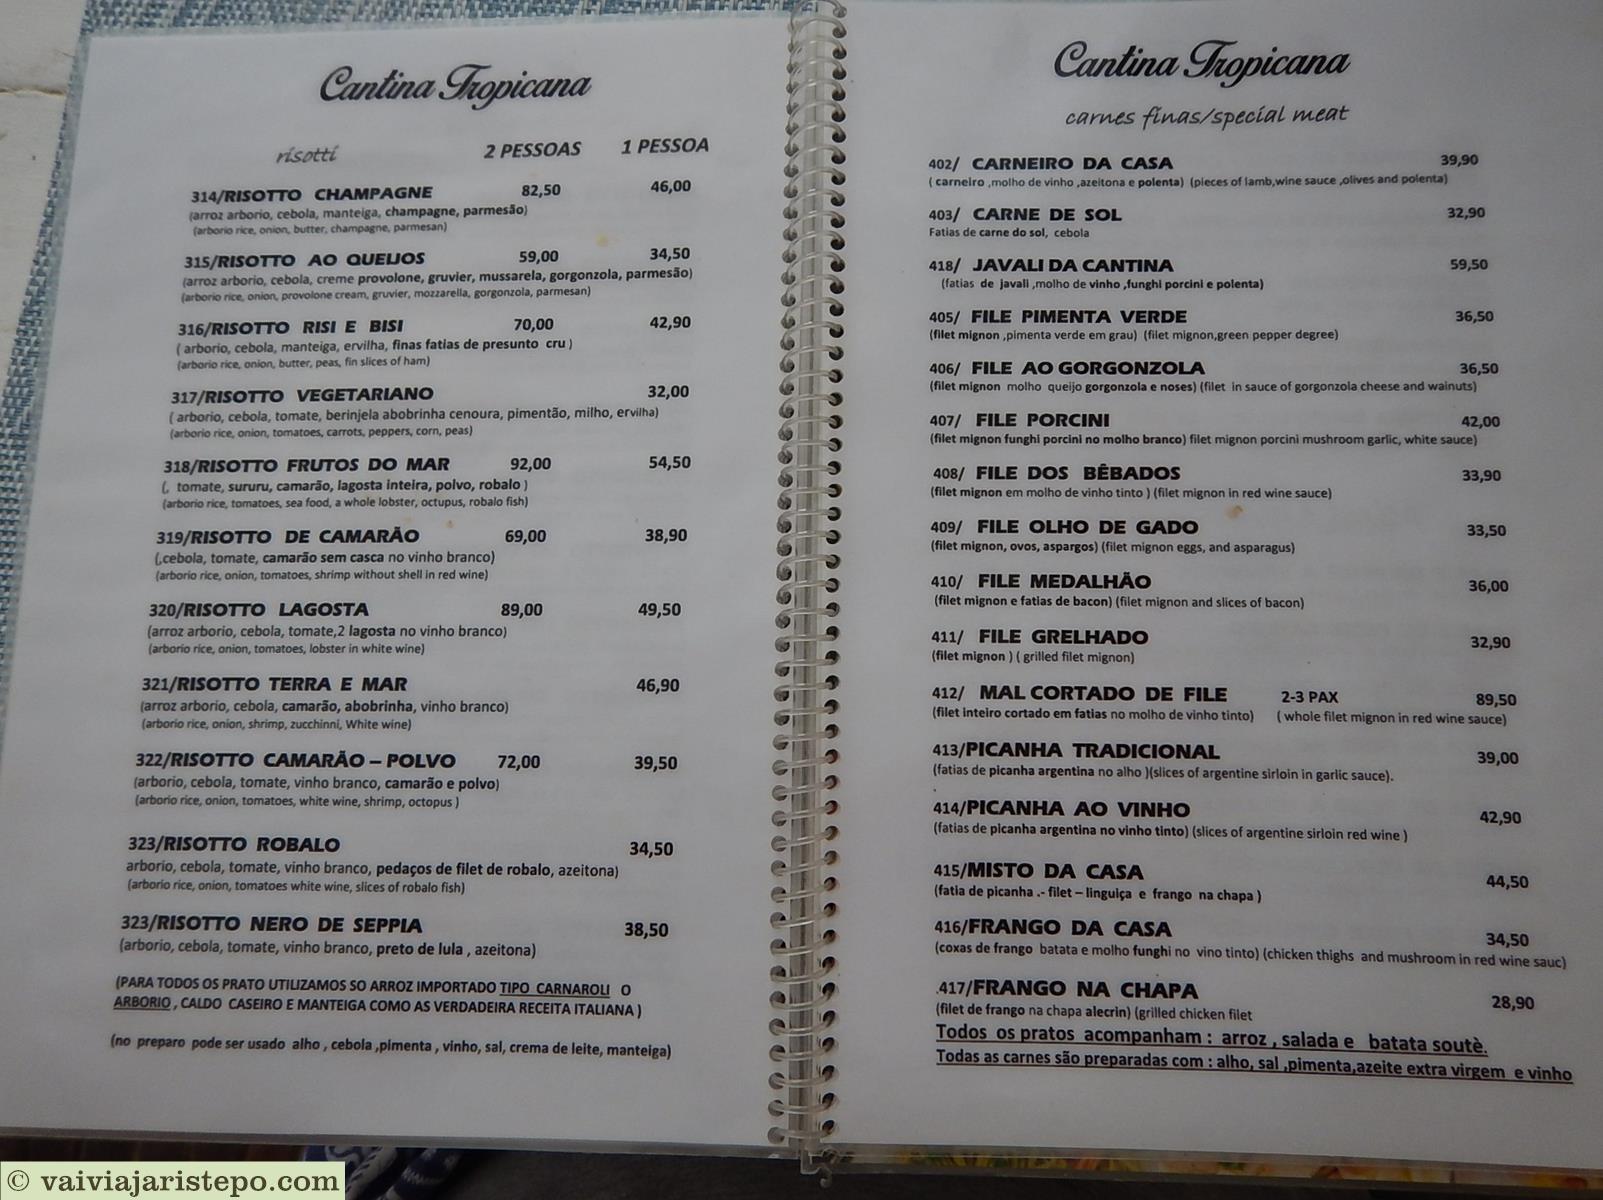 Cantina Tropicana
risotti 2 PESSOAS 1 PESSOA
314/RISOTTO CHAMPAGNE 82,50 46,00
(arroz arborio, cebola, manteiga, champagne, parmesão)
(arborio rice, onion, butter, champagne, parmesan)
315/RISOTTO AO QUEIJOS 59,00 34,50
(arroz arborio, cebola, creme provolone, gruvier, mussarela, gorgonzola, parmesão)
(arborio rice, onion, provolone cream, gruvier, mozzarella, gorgonzola, parmesan)
316/RISOTTO RISI E BISI 70,00 42,90
( arborio, cebola, manteiga, ervilha, finas fatias de presunto cru )
(arborio rice, onion, butter, peas, fin slices of ham)
317/RISOTTO VEGETARIANO 32,00
( arborio, cebola, tomate, berinjela abobrinha cenoura, pimentão, milho, ervilha)
(arborio rice, onion, tomatoes, carrots, peppers, corn, peas)
318/RISOTTO FRUTOS DO MAR 92,00 54,50
(, tomate, sururu, camarão, lagosta inteira, polvo, robalo )
(arborio rice, tomatoes, sea food, a whole lobster, octupus, robalo fish)
319/RISOTTO DE CAMARÃO 69,00 38,90
(,cebola, tomate, camarão sem casca no vinho branco)
(arborio rice, onion, tomatoes, shrimp without shell in red wine)
320/RISOTTO LAGOSTA 89,00 49,50
(arroz arborio, cebola, tomate,2 lagosta no vinho branco)
(arborio rice, onion, tomatoes, lobster in white wine)
321/RISOTTO TERRA E MAR 46,90
(arroz arborio, cebola, camarão, abobrinha, vinho branco)
(arborio rice, onion, shrimp, zucchinni, White wine)
322/RISOTTO CAMARÃO – POLVO 72,00 39,50
(arborio, cebola, tomate, vinho branco, camarão e polvo)
(arborio rice, onion, tomatoes, white wine, shrimp, octopus )
323/RISOTTO ROBALO 34,50
arborio, cebola, tomate, vinho branco, pedaços de filet de robalo, azeitona)
(arborio rice, onion, tomatoes white wine, slices of robalo fish)
323/RISOTTO NERO DE SEPPIA 38,50
(arborio, cebola, tomate, vinho branco, preto de lula , azeitona)
(PARA TODOS OS PRATO UTILIZAMOS SO ARROZ IMPORTADO TIPO CARNAROLI O
ARBORIO , CALDO CASEIRO E MANTEIGA COMO AS VERDADEIRA RECEITA ITALIANA )
(no preparo pode ser usado alho , cebola ,pimenta , vinho, sal, crema de leite, manteiga)
Cantina Tropicana
carnes finas/special meat
402/ CARNEIRO DA CASA 39,90
( carneiro ,molho de vinho ,azeitona e polenta) (pieces of lamb,wine sauce ,olives and polenta)
403/ CARNE DE SOL 32,90
Fatias de carne do sol, cebola
418/ JAVALI DA CANTINA 59,50
(fatias de javali ,molho de vinho ,funghi porcini e polenta)
405/ FILE PIMENTA VERDE 36,50
(filet mignon ,pimenta verde em grau) (filet mignon,green pepper degree)
406/ FILE AO GORGONZOLA 36,50
(filet mignon molho queijo gorgonzola e noses) (filet in sauce of gorgonzola cheese and wainuts)
407/ FILE PORCINI 42,00
(filet mignon funghi porcini no molho branco) filet mignon porcini mushroom garlic, white sauce)
408/ FILE DOS BÊBADOS 33,90
(filet mignon em molho de vinho tinto ) (filet mignon in red wine sauce)
409/ FILE OLHO DE GADO 33,50
(filet mignon, ovos, aspargos) (filet mignon eggs, and asparagus)
410/ FILE MEDALHÃO 36,00
(filet mignon e fatias de bacon) (filet mignon and slices of bacon)
411/ FILE GRELHADO 32,90
(filet mignon ) ( grilled filet mignon)
412/ MAL CORTADO DE FILE 2-3 PAX 89,50
(filet inteiro cortado em fatias no molho de vinho tinto) ( whole filet mignon in red wine sauce)
413/PICANHA TRADICIONAL 39,00
(fatias de picanha argentina no alho )(slices of argentine sirloin in garlic sauce).
414/PICANHA AO VINHO 42,90
(fatias de picanha argentina no vinho tinto) (slices of argentine sirloin red wine )
415/MISTO DA CASA 44,50
(fatia de picanha .- filet – linguiça e frango na chapa )
416/FRANGO DA CASA 34,50
(coxas de frango batata e molho funghi no vino tinto) (chicken thighs and mushroom in red wine sauc)
.417/FRANGO NA CHAPA 28,90
(filet de frango na chapa alecrin) (grilled chicken filet
Todos os pratos acompanham : arroz , salada e batata soutè.
Todas as carnes são preparadas com : alho, sal ,pimenta,azeite extra virgem e vinho
© vaiviajaristepo.com